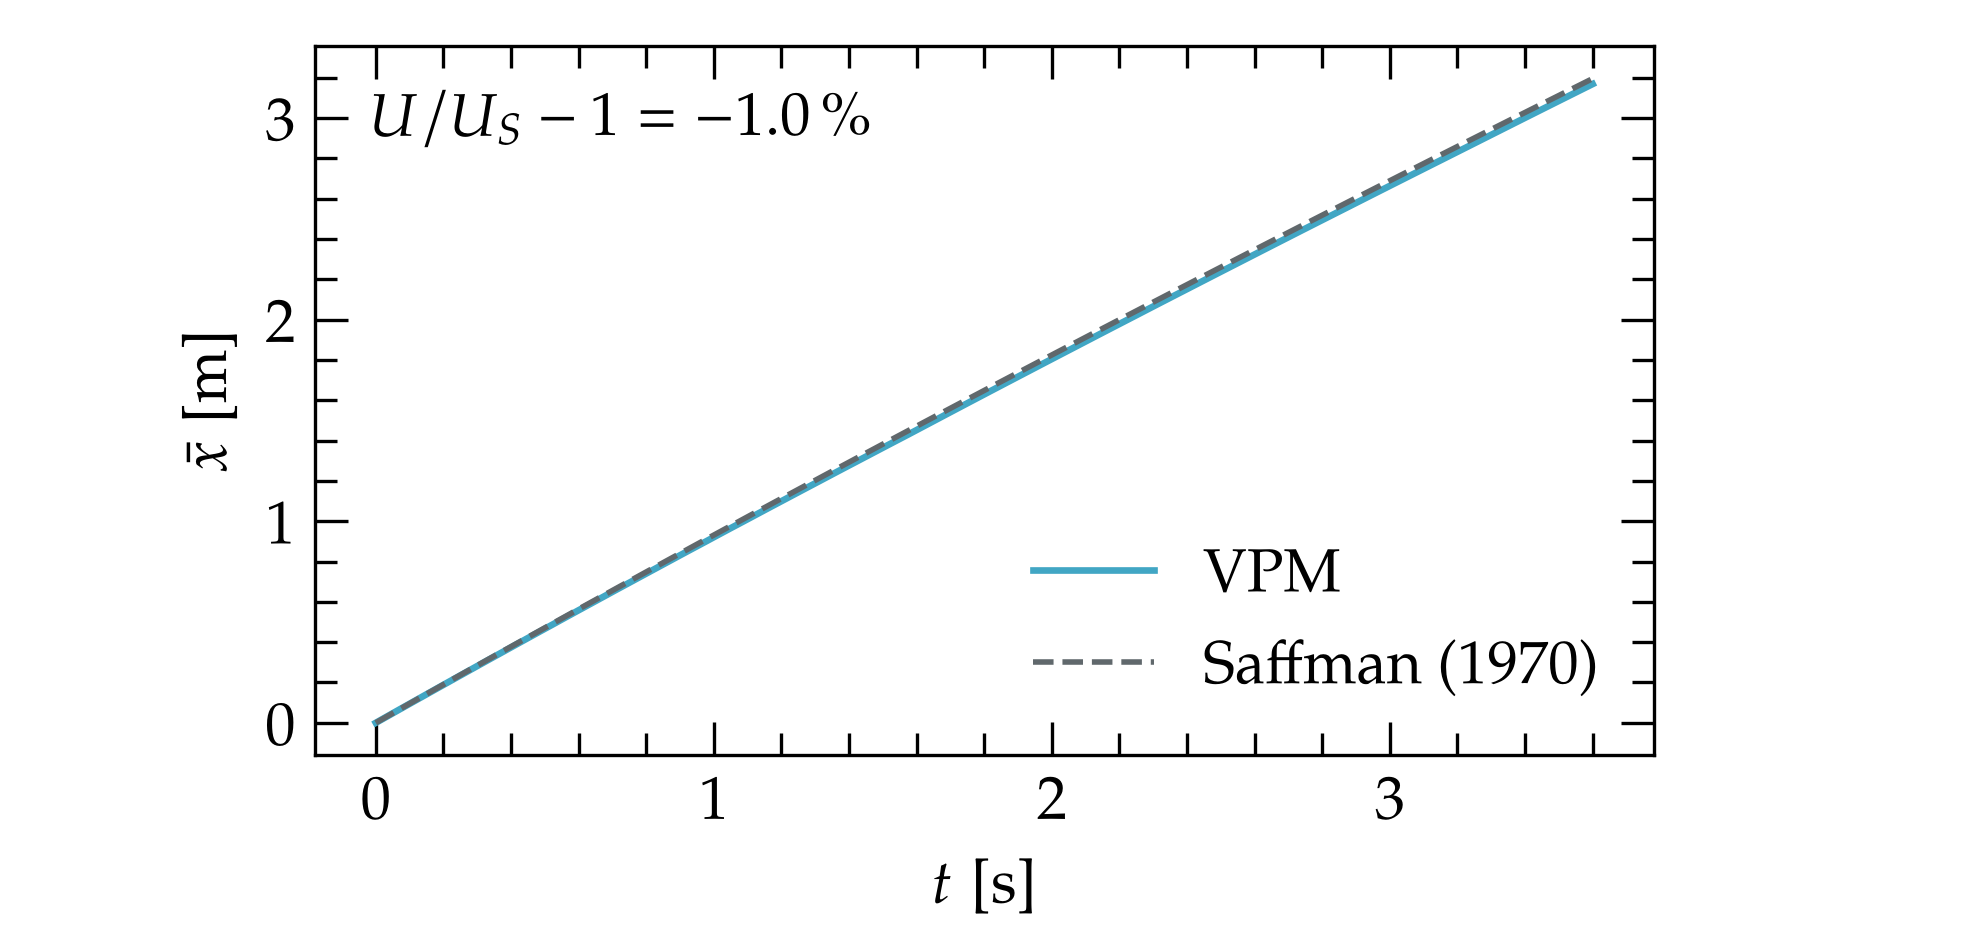 U/U_S − 1 = −1.0 %
3
2
1
0
x̄ [m]
VPM
Saffman (1970)
0 1 2 3
t [s]